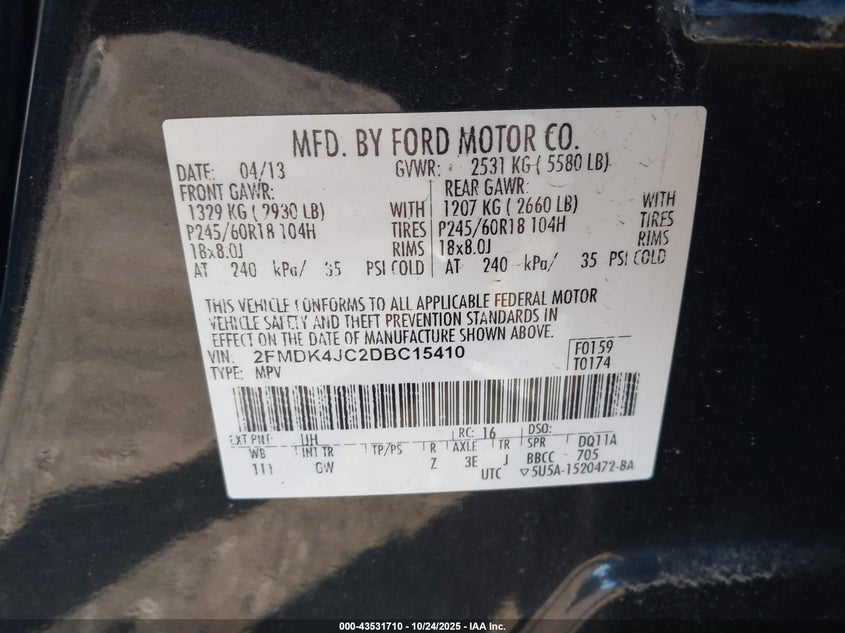 MFD. BY FORD MOTOR CO.
DATE: 04/13 GVWR: 2531 KG ( 5580 LB)
FRONT GAWR: REAR GAWR:
1329 KG ( 2930 LB) WITH 1207 KG ( 2660 LB) WITH
P245/60R18 104H TIRES P245/60R18 104H TIRES
18x8.0J RIMS 18x8.0J RIMS
AT 240 kPa/ 35 PSI COLD AT 240 kPa/ 35 PSI COLD
THIS VEHICLE CONFORMS TO ALL APPLICABLE FEDERAL MOTOR
VEHICLE SAFETY AND THEFT PREVENTION STANDARDS IN
EFFECT ON THE DATE OF MANUFACTURE SHOWN ABOVE.
VIN: 2FMDK4JC2DBC15410 F0159
TYPE: MPV T0174
EXT PNT: UH RC: 16 DSO:
WB INT TR TP/PS R AXLE TR SPR DQ11A
111 GW Z 3E J BBCC 705
UTC ▽5U5A-1520472-BA
000-43531710 - 10/24/2025 - IAA Inc.